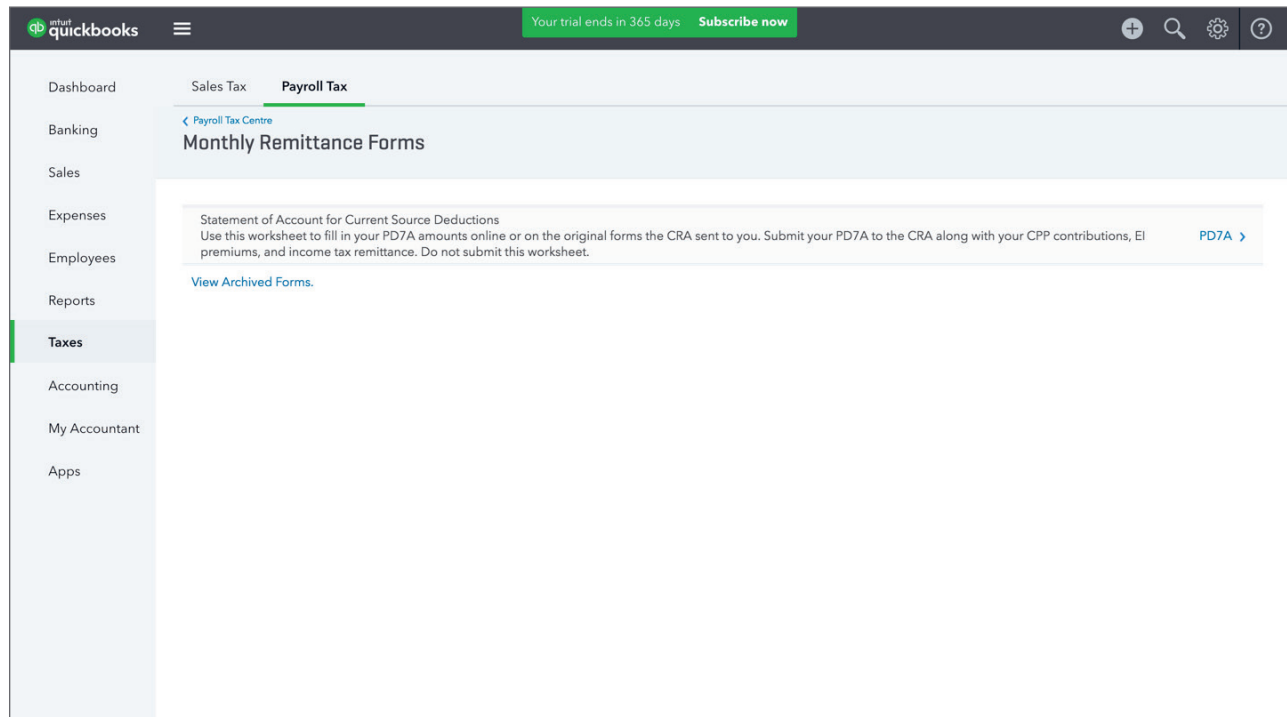 Your trial ends in 365 days Subscribe now
intuit
quickbooks
qb
Dashboard
Banking
Sales
Expenses
Employees
Reports
Taxes
Accounting
My Accountant
Apps
Sales Tax Payroll Tax
Payroll Tax Centre
Monthly Remittance Forms
Statement of Account for Current Source Deductions
Use this worksheet to fill in your PD7A amounts online or on the original forms the CRA sent to you. Submit your PD7A to the CRA along with your CPP contributions, EI
premiums, and income tax remittance. Do not submit this worksheet.
PD7A >
View Archived Forms.